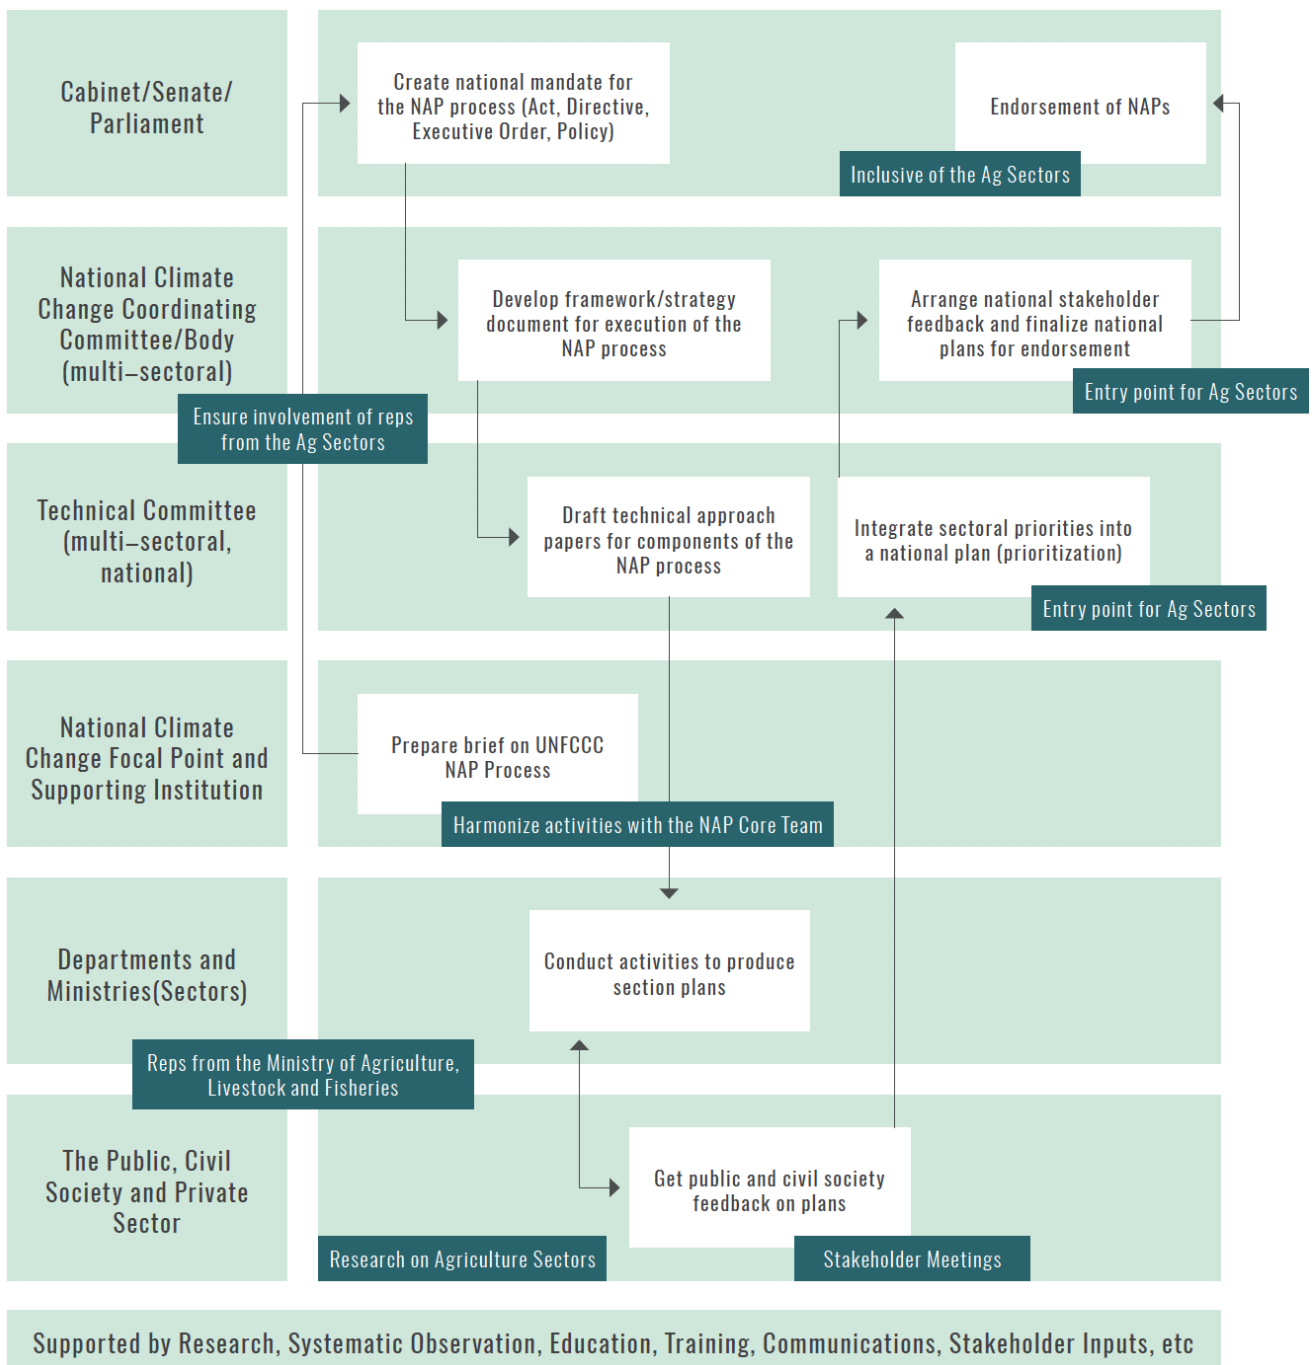 Cabinet/Senate/
Parliament
Create national mandate for
the NAP process (Act, Directive,
Executive Order, Policy)
Endorsement of NAPs
Inclusive of the Ag Sectors
National Climate
Change Coordinating
Committee/Body
(multi–sectoral)
Develop framework/strategy
document for execution of the
NAP process
Arrange national stakeholder
feedback and finalize national
plans for endorsement
Entry point for Ag Sectors
Ensure involvement of reps
from the Ag Sectors
Technical Committee
(multi–sectoral,
national)
Draft technical approach
papers for components of the
NAP process
Integrate sectoral priorities into
a national plan (prioritization)
Entry point for Ag Sectors
National Climate
Change Focal Point and
Supporting Institution
Prepare brief on UNFCCC
NAP Process
Harmonize activities with the NAP Core Team
Departments and
Ministries(Sectors)
Conduct activities to produce
section plans
Reps from the Ministry of Agriculture,
Livestock and Fisheries
The Public, Civil
Society and Private
Sector
Get public and civil society
feedback on plans
Research on Agriculture Sectors
Stakeholder Meetings
Supported by Research, Systematic Observation, Education, Training, Communications, Stakeholder Inputs, etc